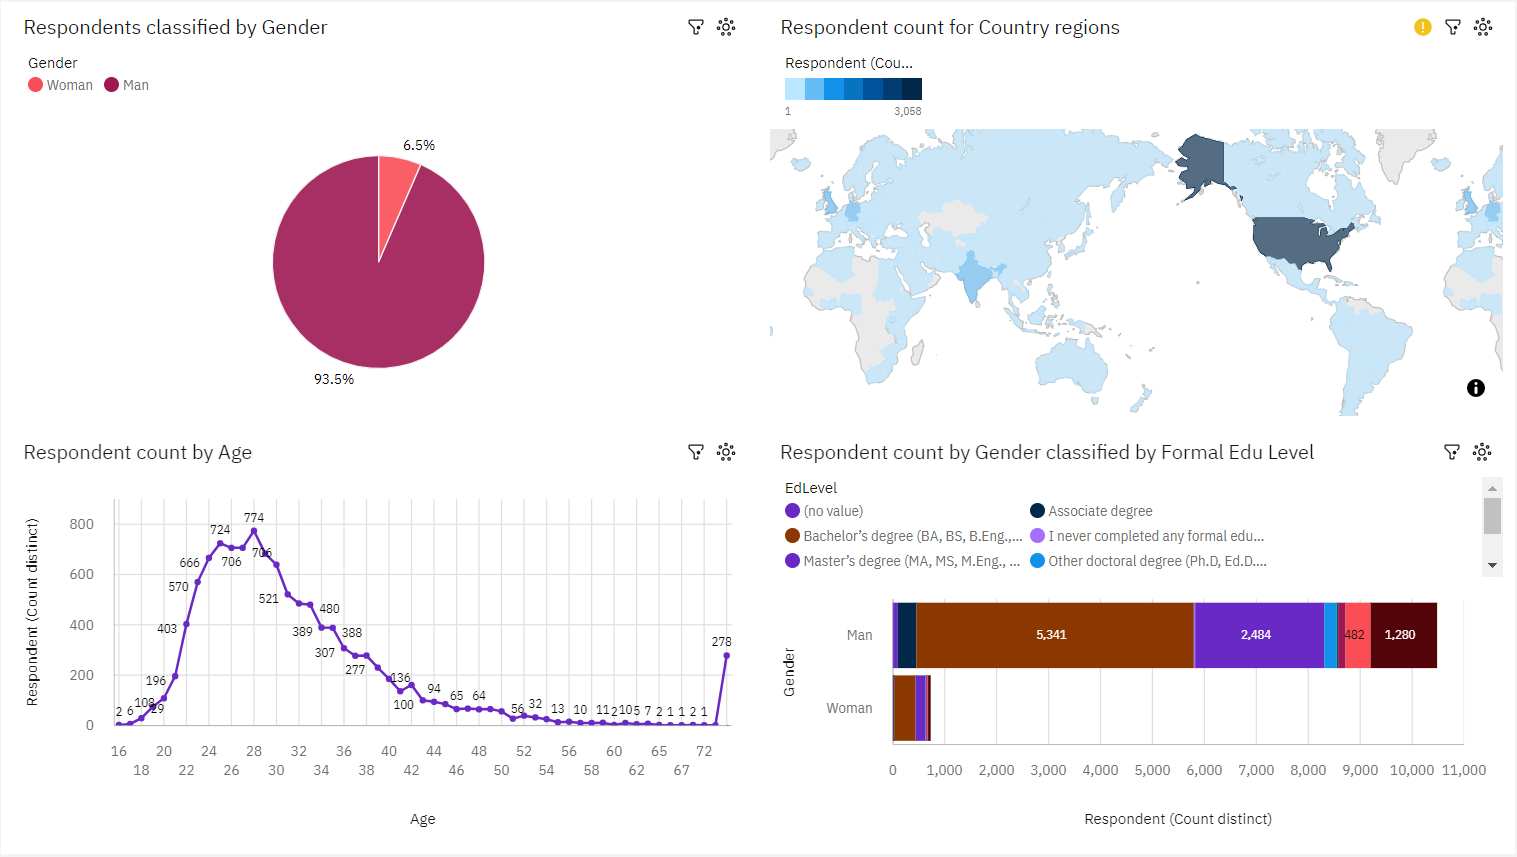 Respondents classified by Gender
Gender
Woman Man
6.5%
93.5%
Respondent count for Country regions
Respondent (Cou...
1 3,058
Respondent count by Age
Respondent (Count distinct)
800
600
400
200
0
2 6 108 29 196 403 570 666 724 706 774 706 521 389 480 307 388 277 136 100 94 65 64 56 32 13 10 11 2 10 5 7 2 1 1 2 1 278
16 20 24 28 32 36 40 44 48 52 56 60 65 72
18 22 26 30 34 38 42 46 50 54 58 62 67
Age
Respondent count by Gender classified by Formal Edu Level
EdLevel
(no value) Associate degree
Bachelor’s degree (BA, BS, B.Eng.,... I never completed any formal edu...
Master’s degree (MA, MS, M.Eng., ... Other doctoral degree (Ph.D, Ed.D....
Gender
Man 5,341 2,484 482 1,280
Woman
0 1,000 2,000 3,000 4,000 5,000 6,000 7,000 8,000 9,000 10,000 11,000
Respondent (Count distinct)